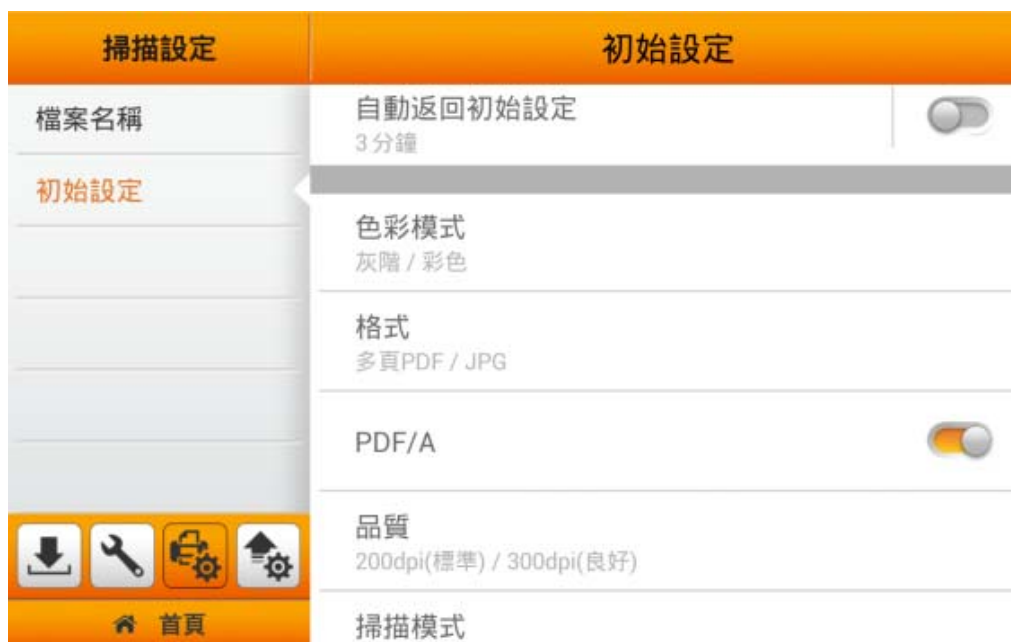 掃描設定
檔案名稱
初始設定
首頁
初始設定
自動返回初始設定
3 分鐘
色彩模式
灰階 / 彩色
格式
多頁PDF / JPG
PDF/A
品質
200dpi(標準) / 300dpi(良好)
掃描模式